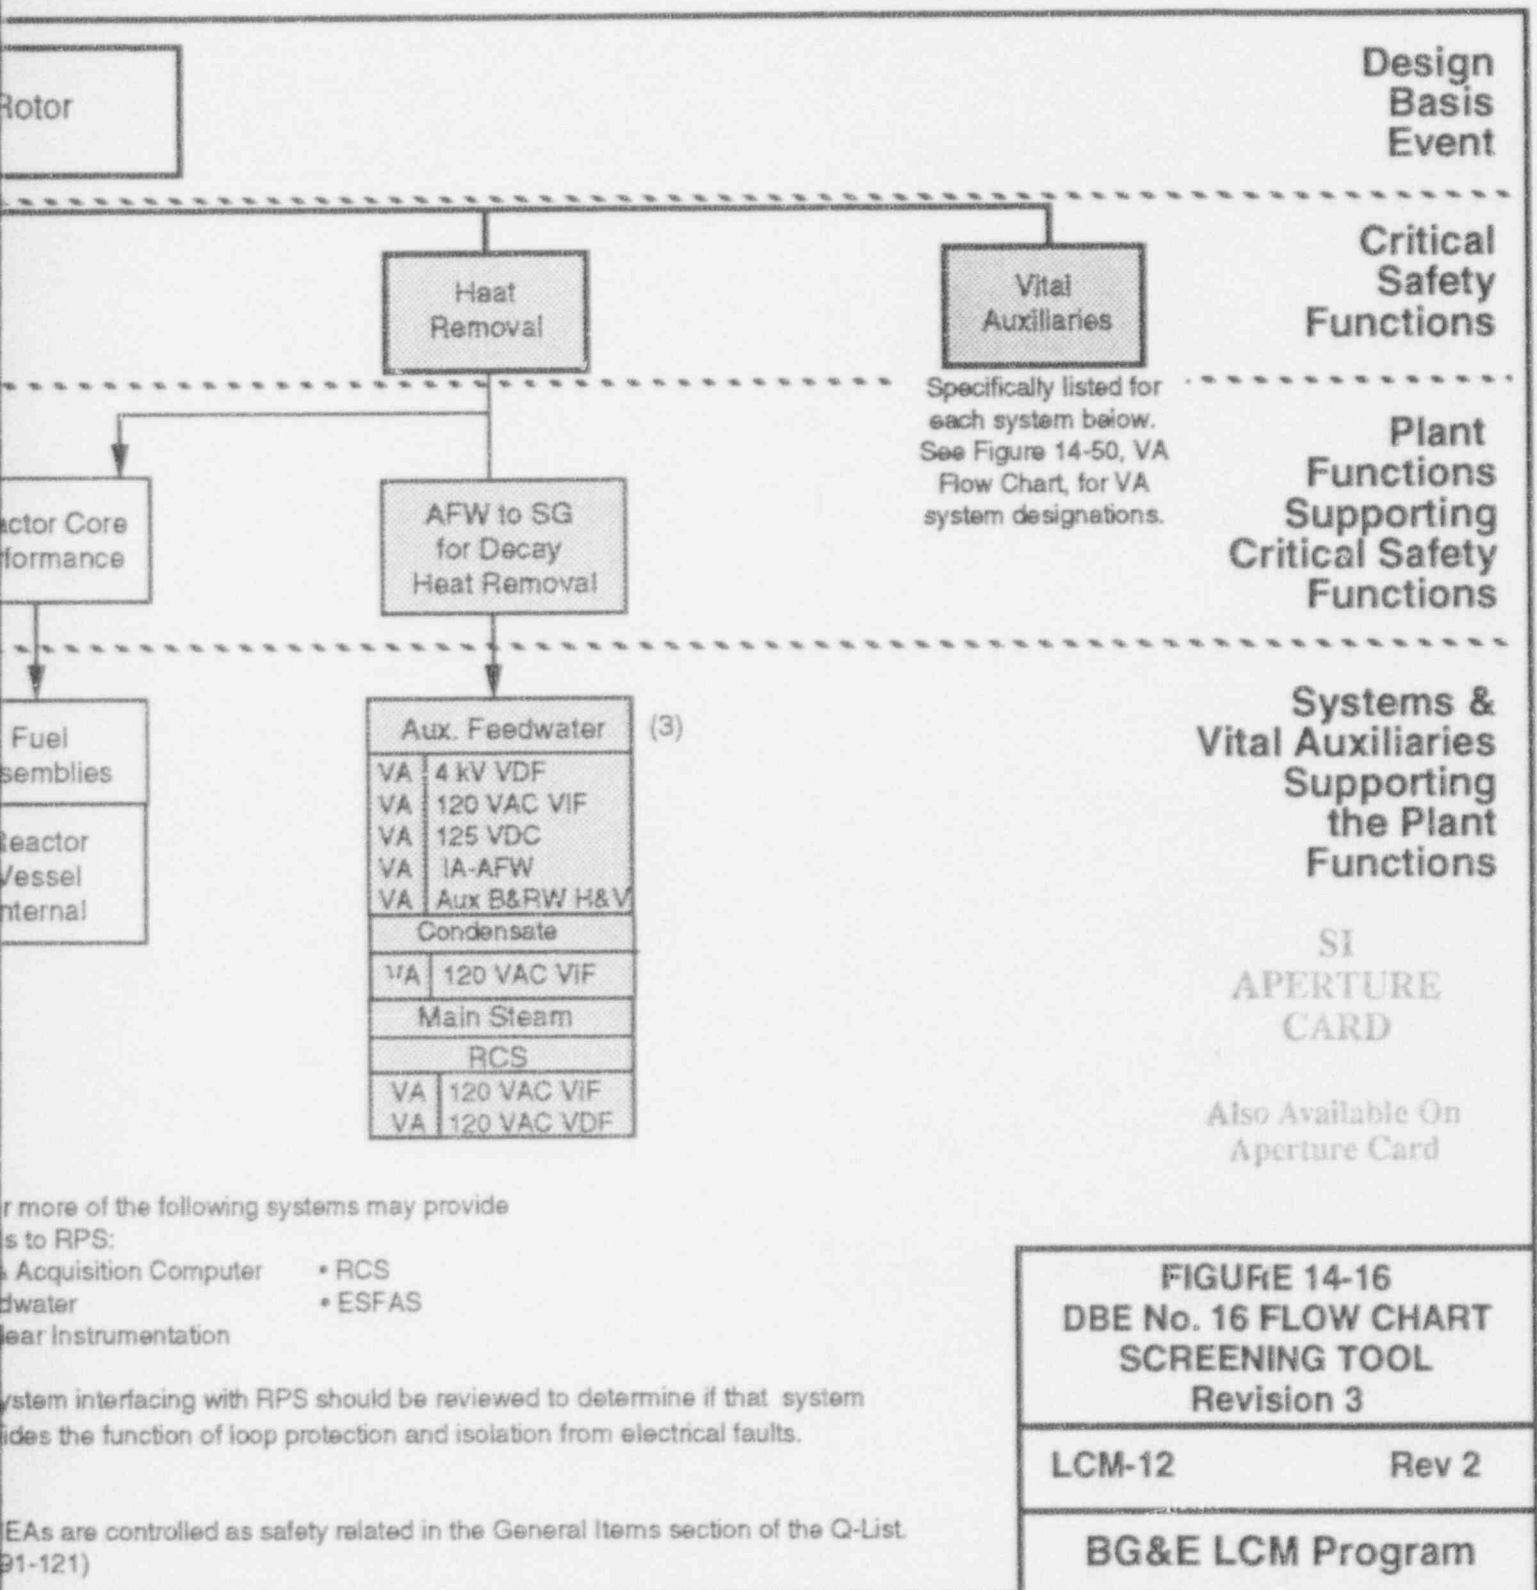 Rotor
Design
Basis
Event
Heat
Removal
Vital
Auxiliaries
Critical
Safety
Functions
Specifically listed for
each system below.
See Figure 14-50, VA
Flow Chart, for VA
system designations.
Plant
Functions
Supporting
Critical Safety
Functions
actor Core
formance
AFW to SG
for Decay
Heat Removal
Fuel
semblies
Reactor
Vessel
nternal
Aux. Feedwater (3)
VA 4 kV VDF
VA 120 VAC VIF
VA 125 VDC
VA IA-AFW
VA Aux B&RW H&V
Condensate
VA 120 VAC VIF
Main Steam
RCS
VA 120 VAC VIF
VA 120 VAC VDF
Systems &
Vital Auxiliaries
Supporting
the Plant
Functions
SI
APERTURE
CARD
Also Available On
Aperture Card
r more of the following systems may provide
s to RPS:
Acquisition Computer • RCS
dwater • ESFAS
lear Instrumentation
ystem interfacing with RPS should be reviewed to determine if that system
ides the function of loop protection and isolation from electrical faults.
EAs are controlled as safety related in the General Items section of the Q-List.
91-121)
FIGURE 14-16
DBE No. 16 FLOW CHART
SCREENING TOOL
Revision 3
LCM-12 Rev 2
BG&E LCM Program